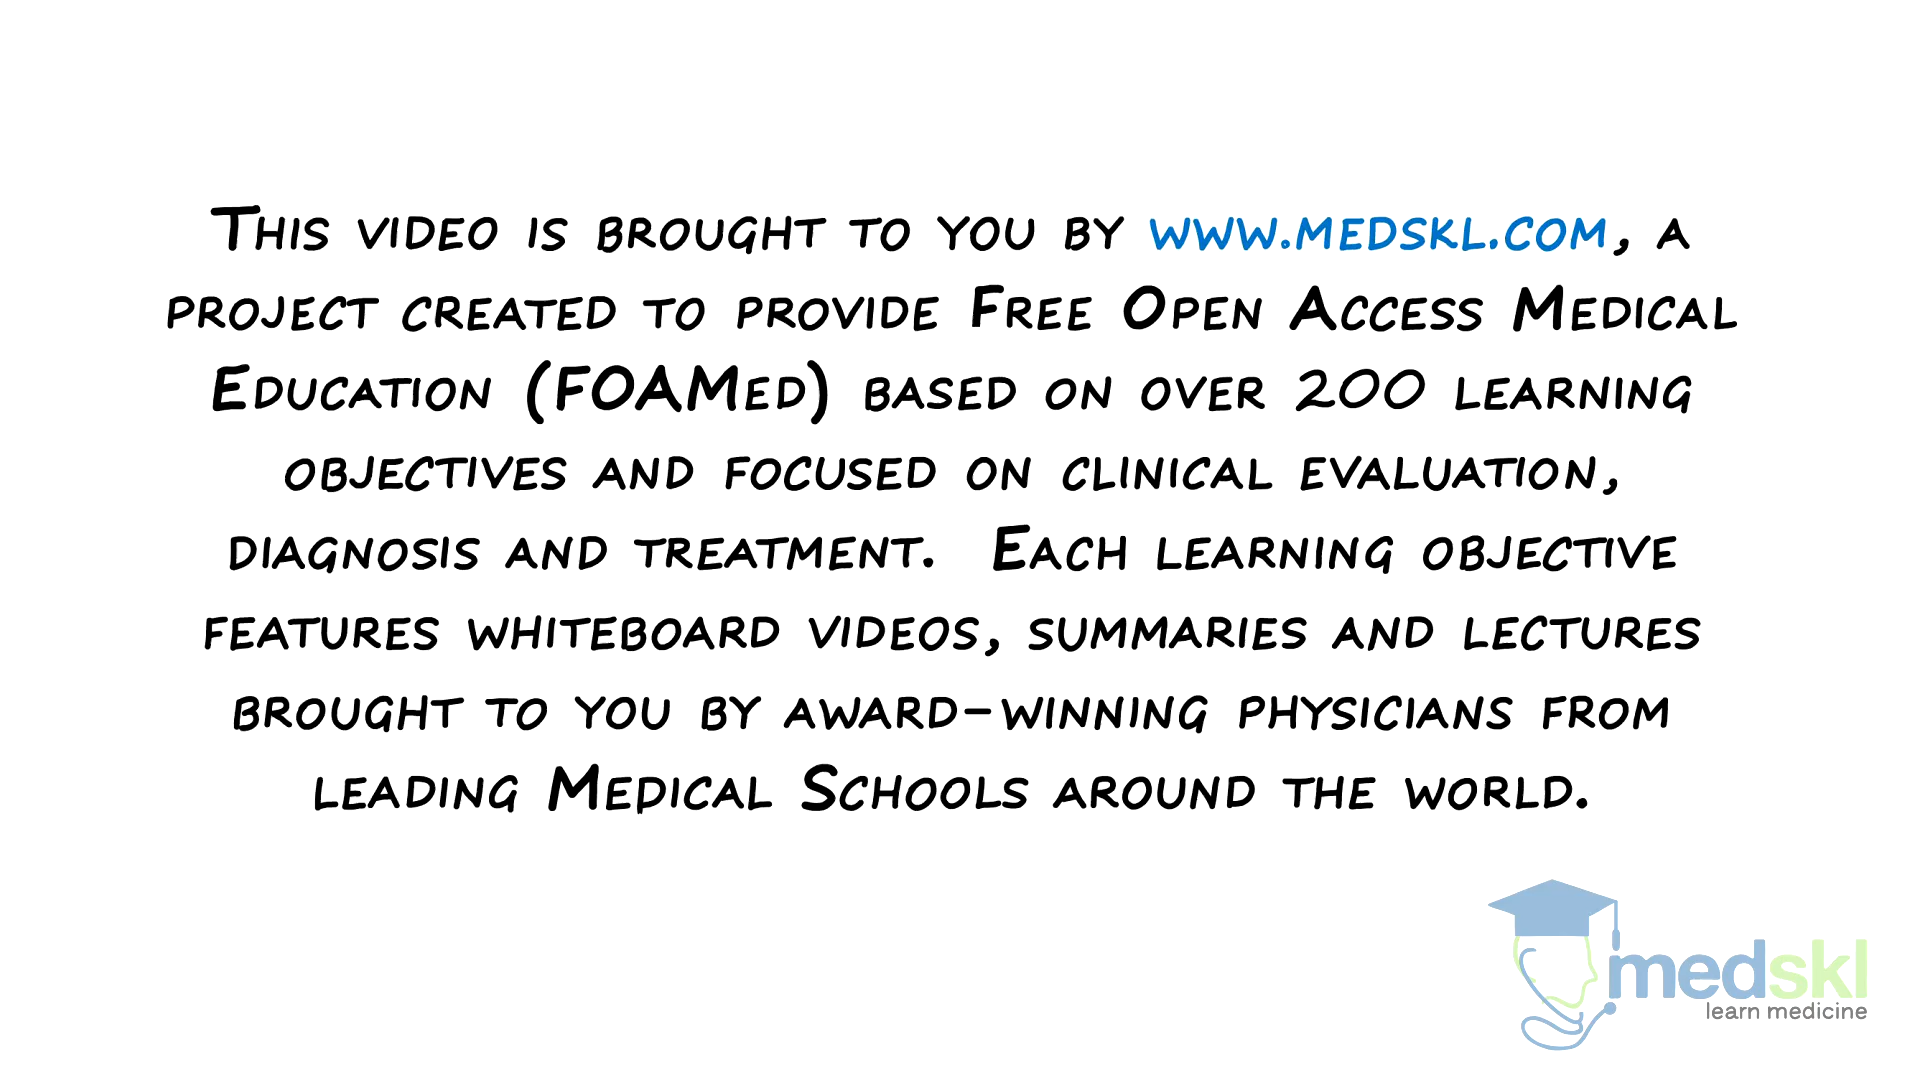 This video is brought to you by www.medskl.com, a
project created to provide Free Open Access Medical
Education (FOAMed) based on over 200 learning
objectives and focused on clinical evaluation,
diagnosis and treatment.  Each learning objective
features whiteboard videos, summaries and lectures
brought to you by award-winning physicians from
leading Medical Schools around the world.
medskl
learn medicine